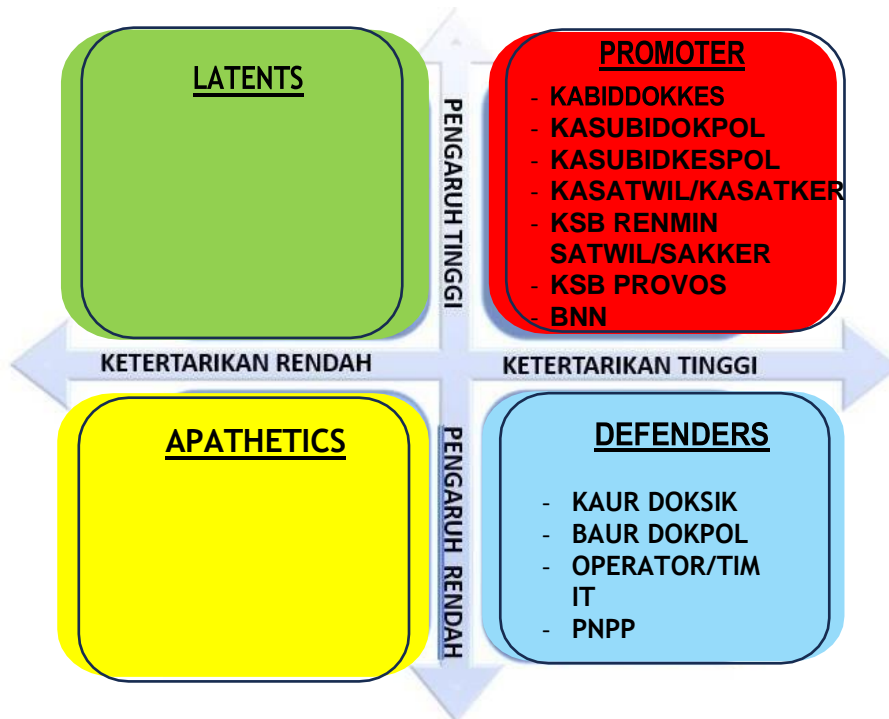 LATENTS
PROMOTER
- KABIDDOKKES
- KASUBIDOKPOL
- KASUBIDKESPOL
- KASATWIL/KASATKER
- KSB RENMIN
SATWIL/SAKKER
- KSB PROVOS
- BNN
PENGARUH TINGGI
KETERTARIKAN RENDAH
KETERTARIKAN TINGGI
APATHETICS
PENGARUH RENDAH
DEFENDERS
- KAUR DOKSIK
- BAUR DOKPOL
- OPERATOR/TIM
IT
- PNPP